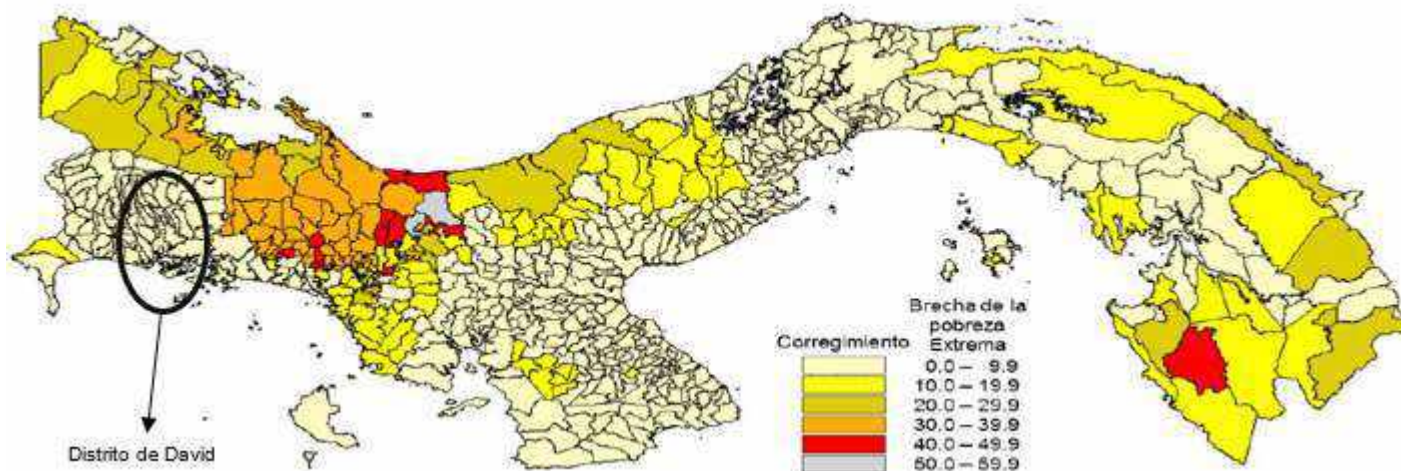 Distrito de David
Brecha de la
pobreza
Corregimiento Extrema
0.0 – 9.9
10.0 – 19.9
20.0 – 29.9
30.0 – 39.9
40.0 – 49.9
50.0 – 59.9